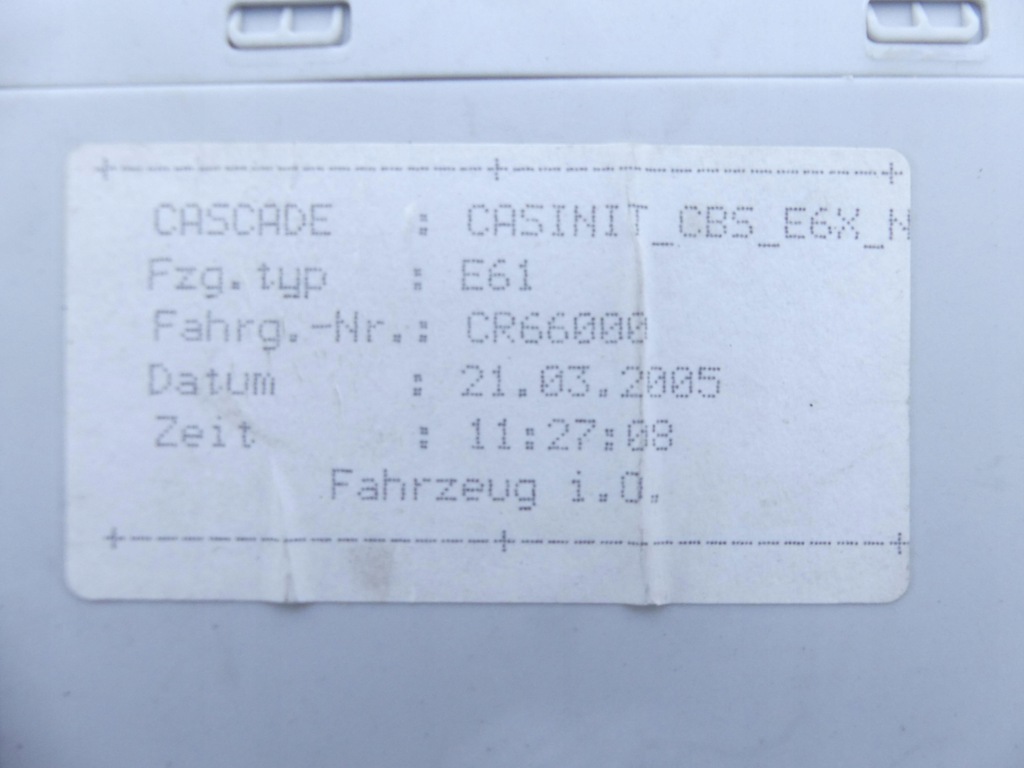 CASCADE : CASINIT_CBS_E6X_N
Fzg.typ : E61
Fahrg.-Nr.: CR66000
Datum : 21.03.2005
Zeit : 11:27:08
Fahrzeug i.O.